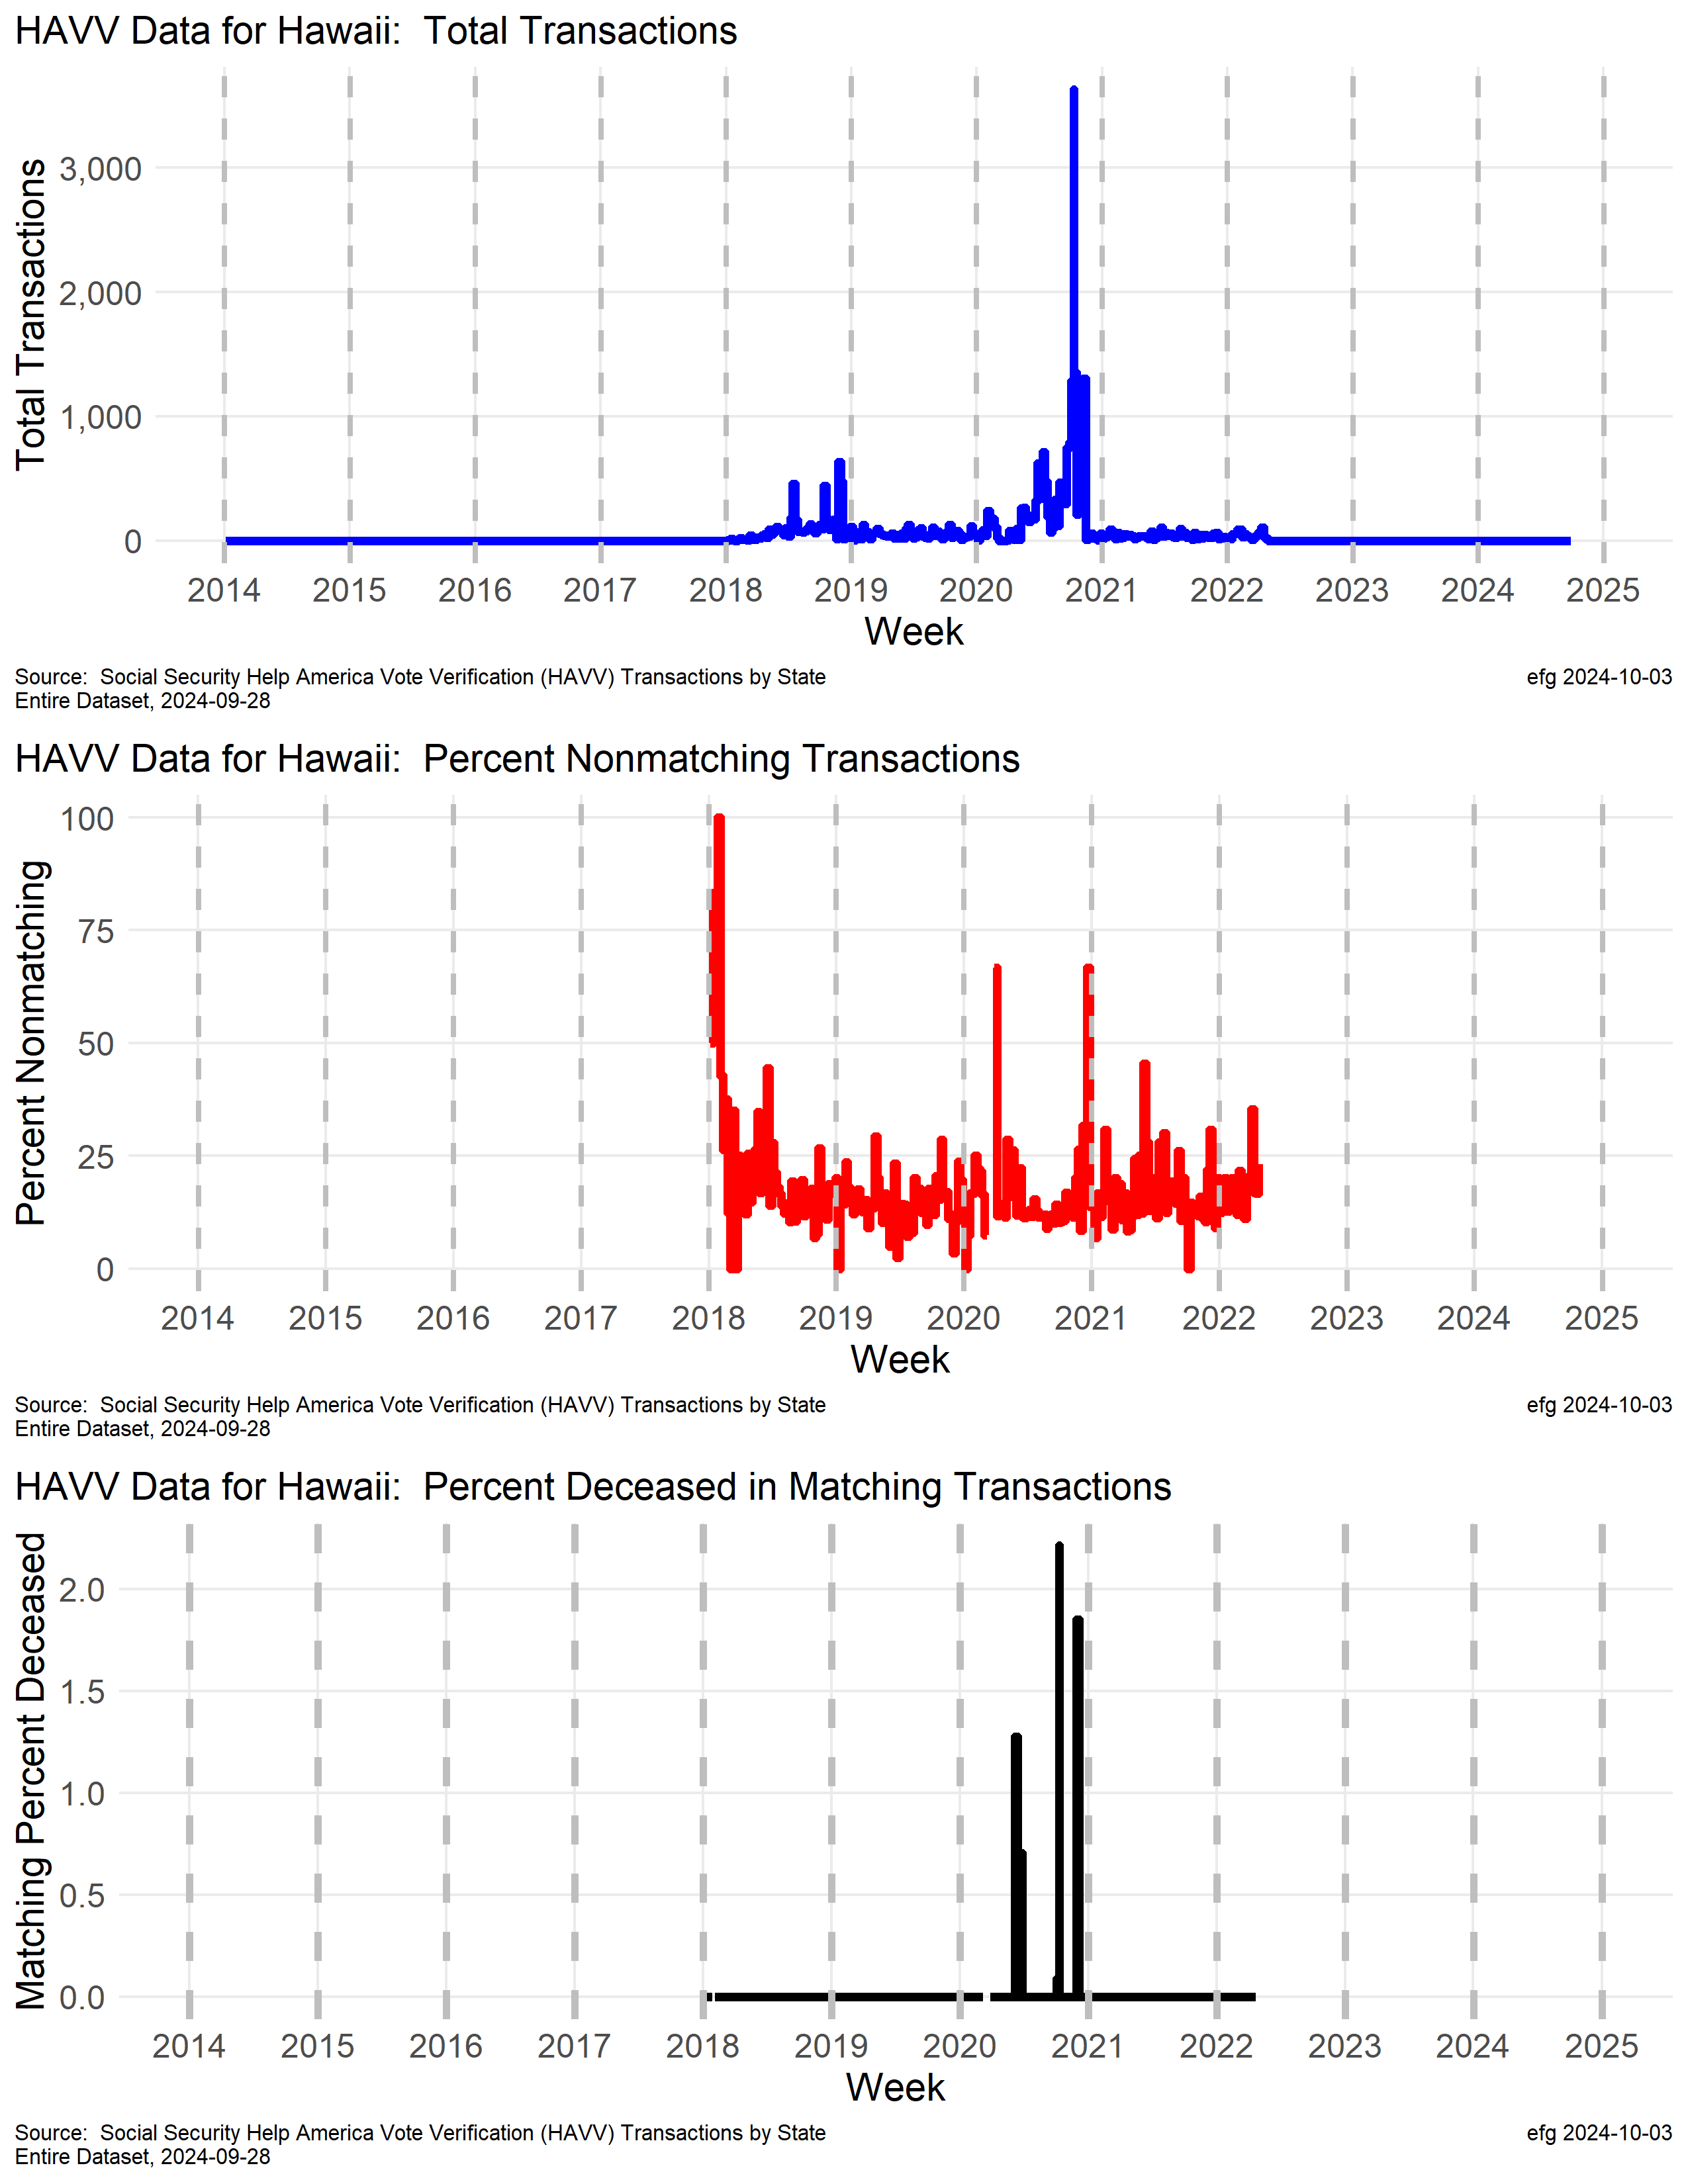 HAVV Data for Hawaii:  Total Transactions
Total Transactions
3,000
2,000
1,000
0
2014 2015 2016 2017 2018 2019 2020 2021 2022 2023 2024 2025
Week
Source:  Social Security Help America Vote Verification (HAVV) Transactions by State
Entire Dataset, 2024-09-28
efg 2024-10-03
HAVV Data for Hawaii:  Percent Nonmatching Transactions
Percent Nonmatching
100
75
50
25
0
2014 2015 2016 2017 2018 2019 2020 2021 2022 2023 2024 2025
Week
Source:  Social Security Help America Vote Verification (HAVV) Transactions by State
Entire Dataset, 2024-09-28
efg 2024-10-03
HAVV Data for Hawaii:  Percent Deceased in Matching Transactions
Matching Percent Deceased
2.0
1.5
1.0
0.5
0.0
2014 2015 2016 2017 2018 2019 2020 2021 2022 2023 2024 2025
Week
Source:  Social Security Help America Vote Verification (HAVV) Transactions by State
Entire Dataset, 2024-09-28
efg 2024-10-03